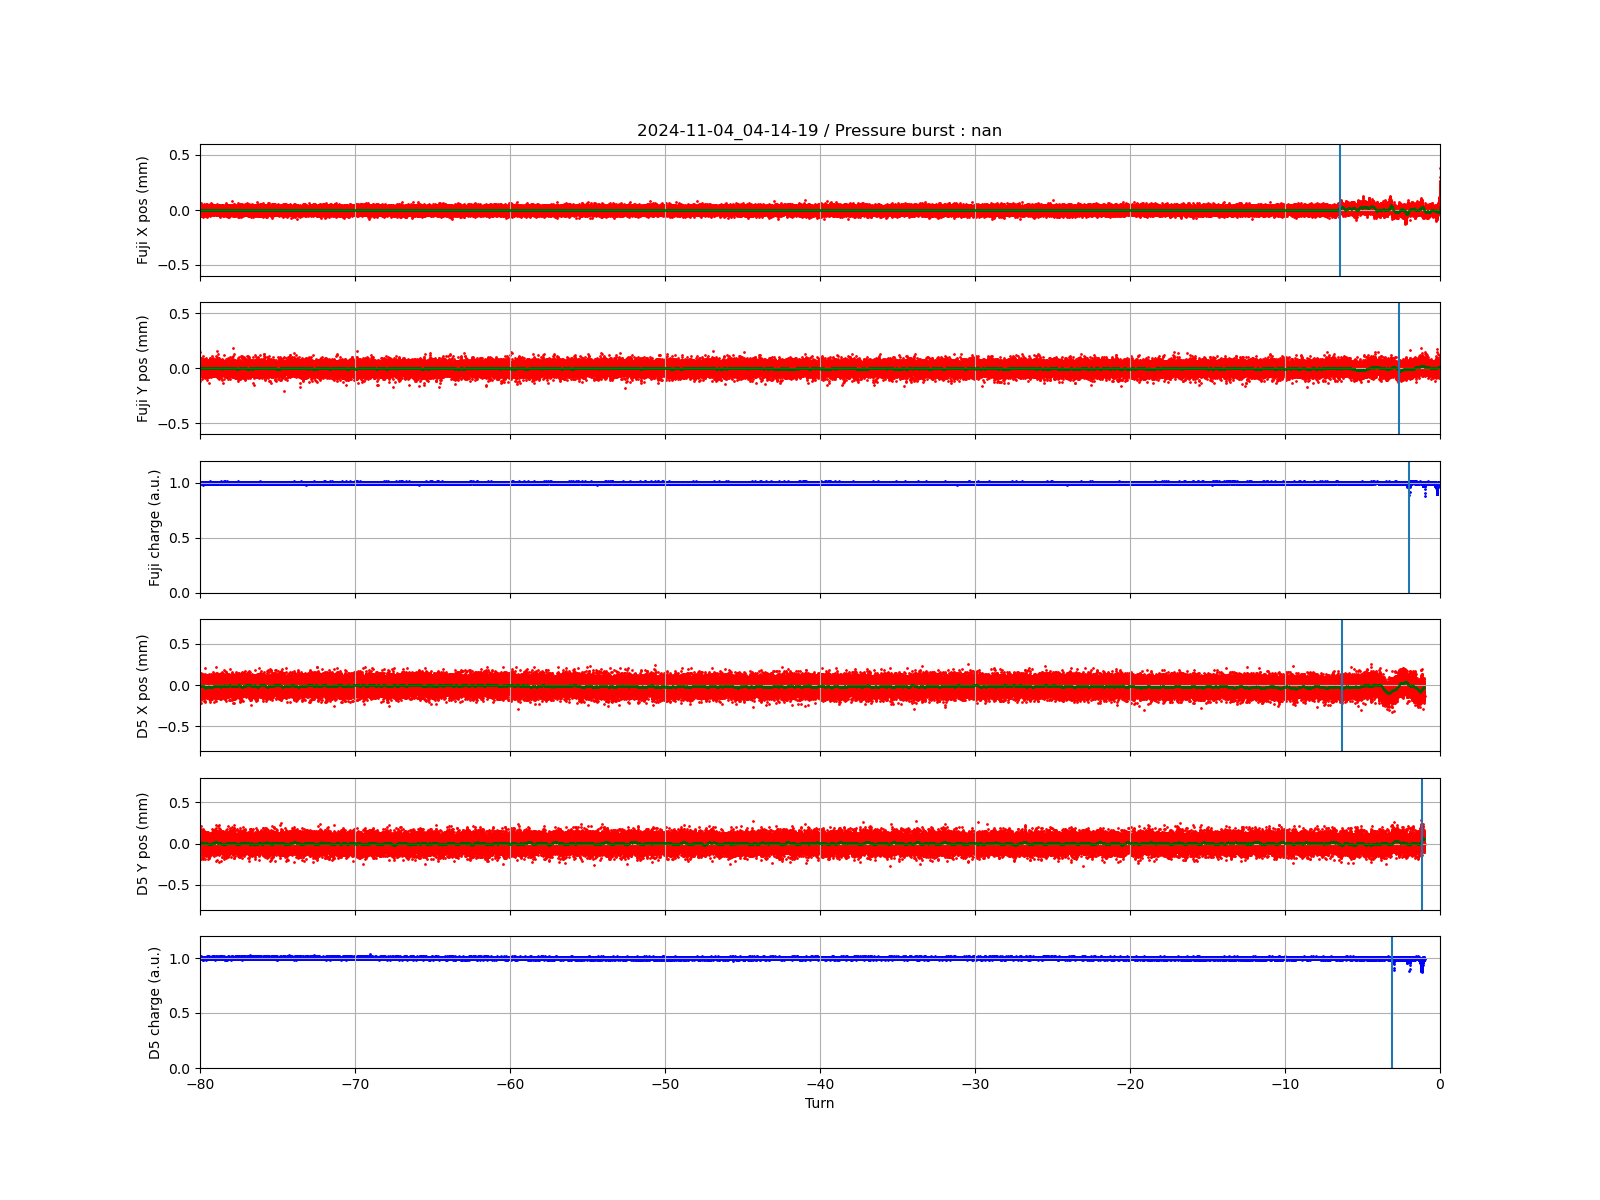 2024-11-04_04-14-19 / Pressure burst : nan
Fuji X pos (mm)
0.5
0.0
−0.5
Fuji Y pos (mm)
0.5
0.0
−0.5
Fuji charge (a.u.)
1.0
0.5
0.0
D5 X pos (mm)
0.5
0.0
−0.5
D5 Y pos (mm)
0.5
0.0
−0.5
D5 charge (a.u.)
1.0
0.5
0.0
−80 −70 −60 −50 −40 −30 −20 −10 0
Turn